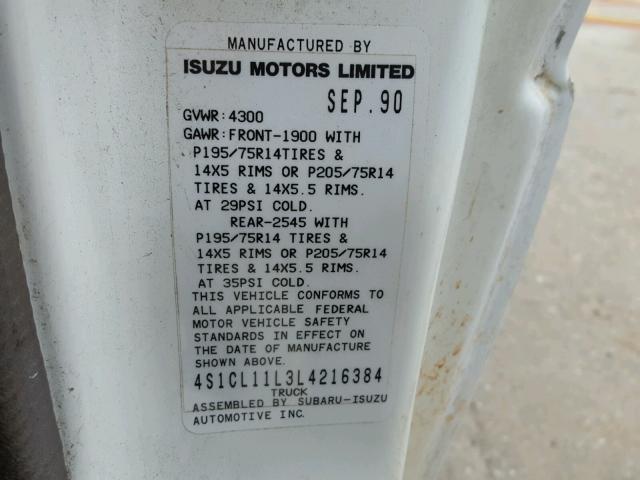 MANUFACTURED BY
ISUZU MOTORS LIMITED
SEP.90
GVWR:4300
GAWR:FRONT-1900 WITH
P195/75R14TIRES &
14X5 RIMS OR P205/75R14
TIRES & 14X5.5 RIMS.
AT 29PSI COLD.
REAR-2545 WITH
P195/75R14 TIRES &
14X5 RIMS OR P205/75R14
TIRES & 14X5.5 RIMS.
AT 35PSI COLD.
THIS VEHICLE CONFORMS TO
ALL APPLICABLE FEDERAL
MOTOR VEHICLE SAFETY
STANDARDS IN EFFECT ON
THE DATE OF MANUFACTURE
SHOWN ABOVE.
4S1CL11L3L4216384
TRUCK
ASSEMBLED BY SUBARU-ISUZU
AUTOMOTIVE INC.